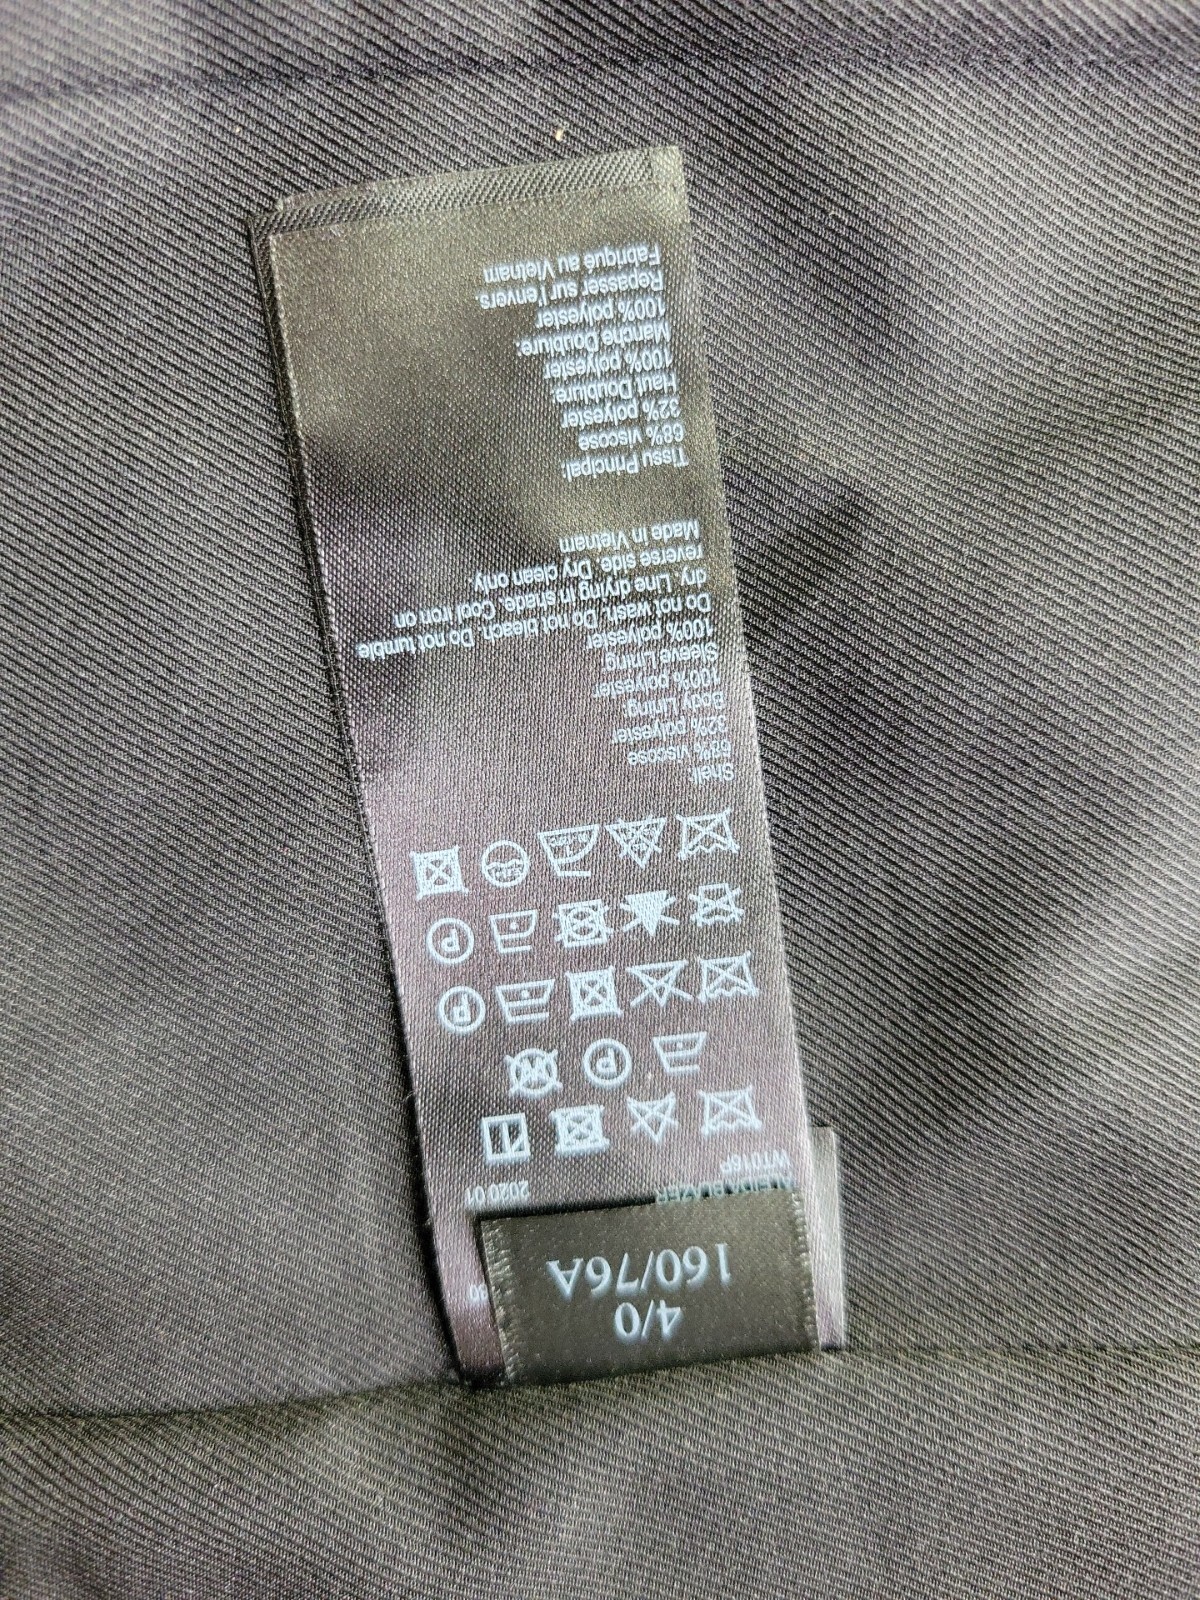 4/0
160/76A
BLAZER
WT016P
2020 01
Shell:
68% viscose
32% polyester
Body Lining:
100% polyester
Sleeve Lining:
100% polyester
Do not wash. Do not bleach. Do not tumble
dry. Line drying in shade. Cool iron on
reverse side. Dry clean only.
Made in Vietnam
Tissu Principal:
68% viscose
32% polyester
Haut Doublure:
100% polyester
Manche Doublure:
100% polyester
Repasser sur l'envers.
Fabriqué au Vietnam